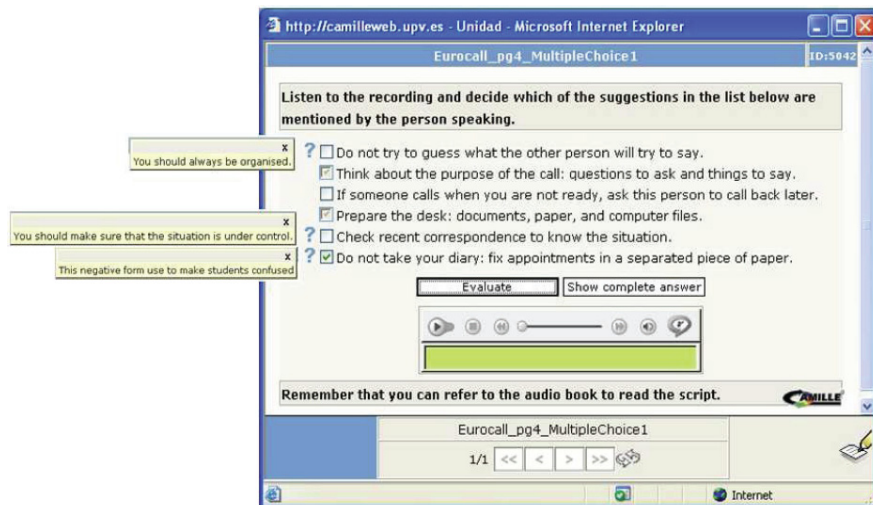 http://camilleweb.upv.es - Unidad - Microsoft Internet Explorer
Eurocall_pg4_MultipleChoice1
ID:5042
Listen to the recording and decide which of the suggestions in the list below are
mentioned by the person speaking.
x
You should always be organised.
? Do not try to guess what the other person will try to say.
Think about the purpose of the call: questions to ask and things to say.
If someone calls when you are not ready, ask this person to call back later.
Prepare the desk: documents, paper, and computer files.
x
You should make sure that the situation is under control.
? Check recent correspondence to know the situation.
x
This negative form use to make students confused
? Do not take your diary: fix appointments in a separated piece of paper.
Evaluate
Show complete answer
Remember that you can refer to the audio book to read the script.
CAMILLE
Eurocall_pg4_MultipleChoice1
1/1 << < > >>
Internet